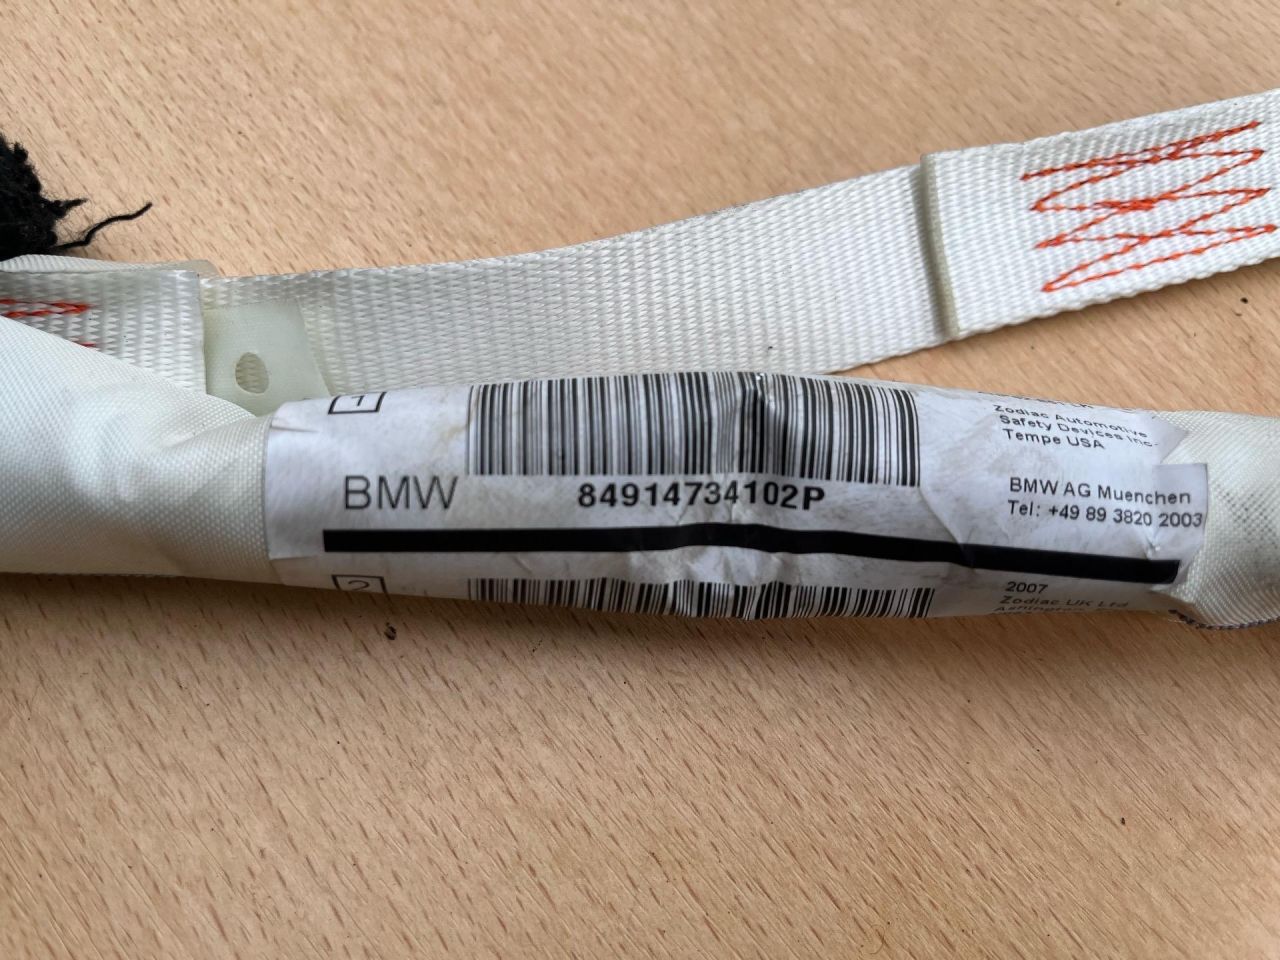 1
BMW
84914734102P
Zodiac Automotive
Safety Devices Inc.
Tempe USA
BMW AG Muenchen
Tel: +49 89 3820 2003
2
2007
Zodiac UK Ltd